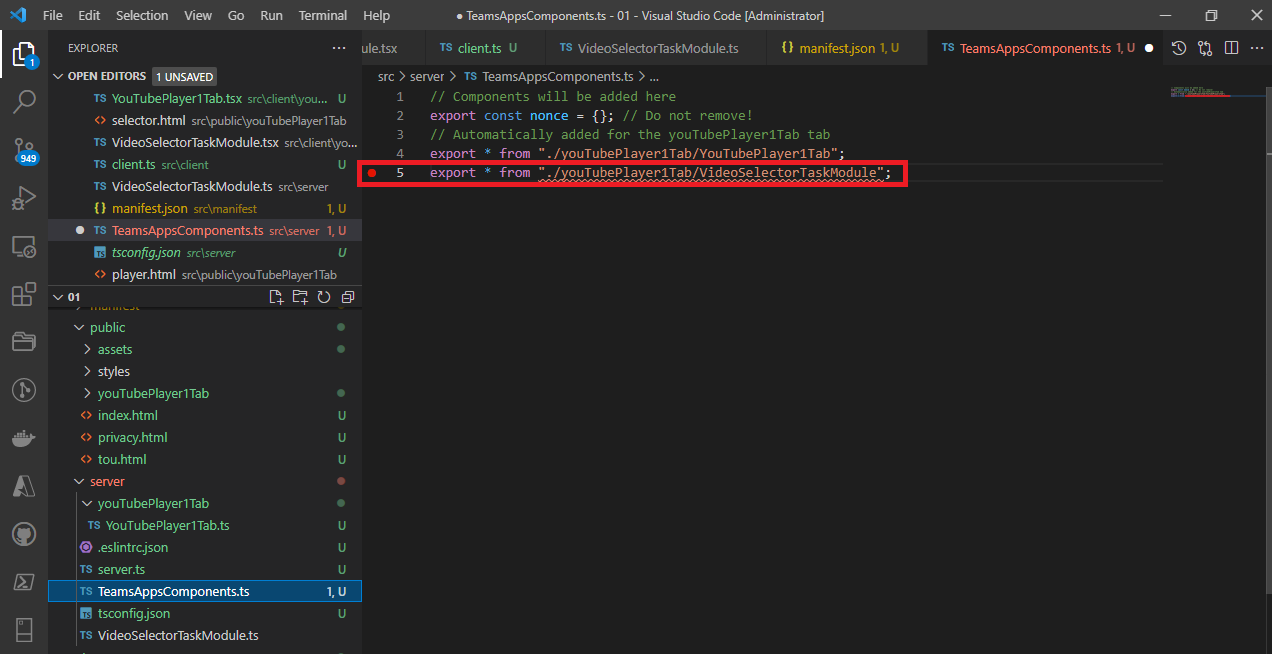 File Edit Selection View Go Run Terminal Help ● TeamsAppsComponents.ts - 01 - Visual Studio Code [Administrator]
EXPLORER ···
ule.tsx TS client.ts U TS VideoSelectorTaskModule.ts {} manifest.json 1, U TS TeamsAppsComponents.ts 1, U ●
OPEN EDITORS 1 UNSAVED
src > server > TS TeamsAppsComponents.ts > ...
TS YouTubePlayer1Tab.tsx src\client\you... U
<> selector.html src\public\youTubePlayer1Tab
TS VideoSelectorTaskModule.tsx src\client\yo...
TS client.ts src\client U
TS VideoSelectorTaskModule.ts src\server
{} manifest.json src\manifest 1, U
● TS TeamsAppsComponents.ts src\server 1, U
TS tsconfig.json src\server U
<> player.html src\public\youTubePlayer1Tab
1 // Components will be added here
2 export const nonce = {}; // Do not remove!
3 // Automatically added for the youTubePlayer1Tab tab
4 export * from "./youTubePlayer1Tab/YouTubePlayer1Tab";
5 export * from "./youTubePlayer1Tab/VideoSelectorTaskModule";
1
949
01
manifest
public
assets
styles
youTubePlayer1Tab
<> index.html U
<> privacy.html U
<> tou.html U
server
youTubePlayer1Tab
TS YouTubePlayer1Tab.ts U
.eslintrc.json U
TS server.ts U
TS TeamsAppsComponents.ts 1, U
TS tsconfig.json U
TS VideoSelectorTaskModule.ts